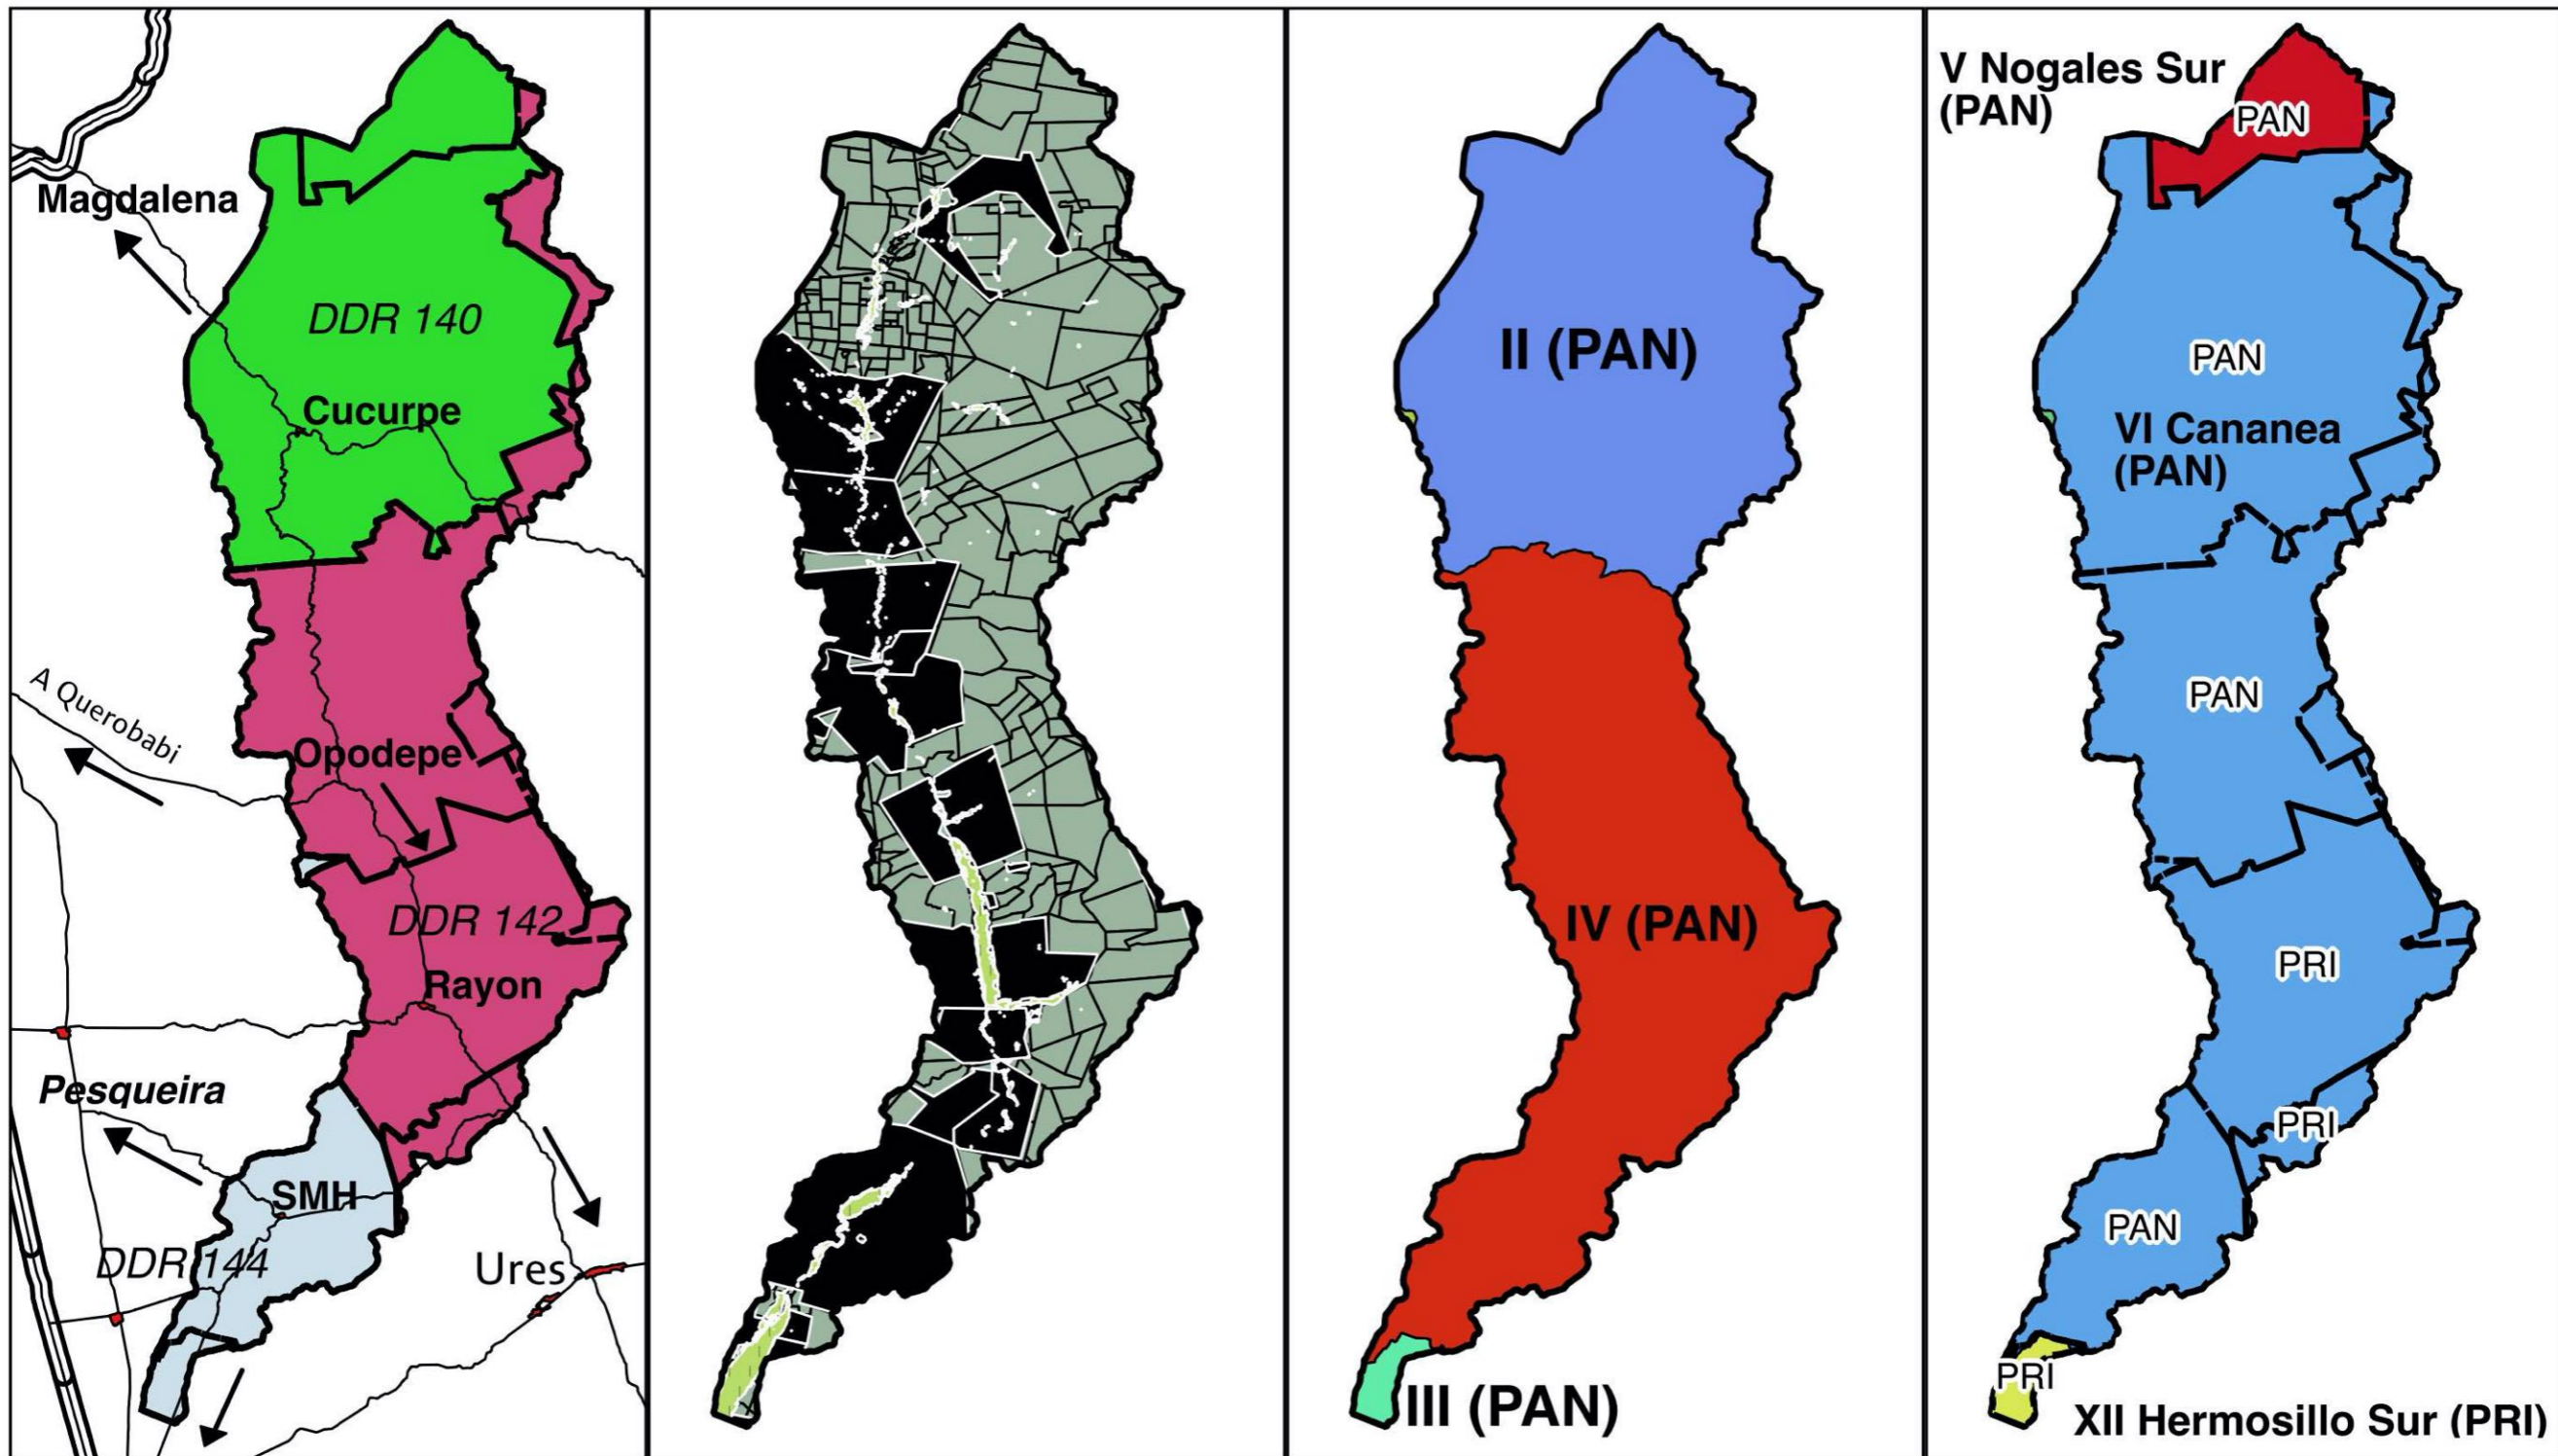 Magdalena
DDR 140
Cucurpe
A Querobabi
Opodepe
DDR 142
Rayon
Pesqueira
SMH
DDR 144
Ures
II (PAN)
IV (PAN)
III (PAN)
V Nogales Sur
(PAN)
PAN
PAN
VI Cananea
(PAN)
PAN
PRI
PRI
PAN
PRI
XII Hermosillo Sur (PRI)